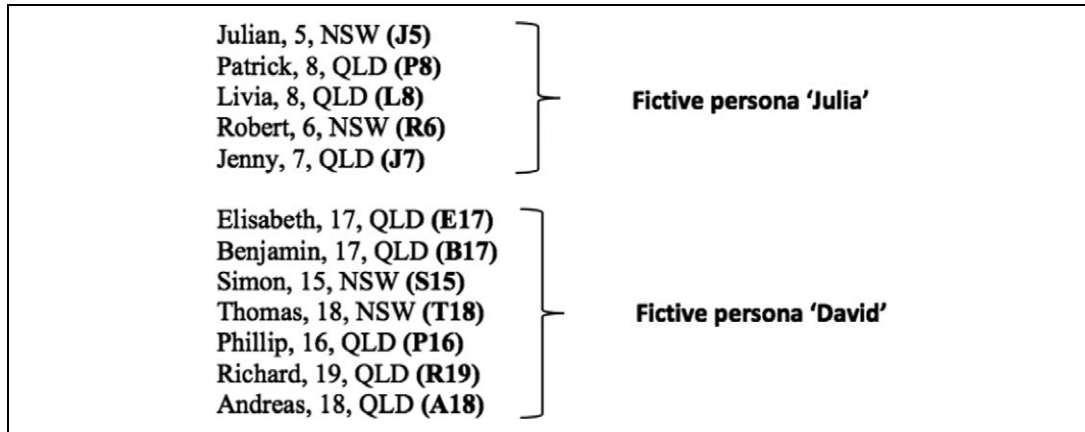 Julian, 5, NSW (J5)
Patrick, 8, QLD (P8)
Livia, 8, QLD (L8)
Robert, 6, NSW (R6)
Jenny, 7, QLD (J7)
Fictive persona ‘Julia’
Elisabeth, 17, QLD (E17)
Benjamin, 17, QLD (B17)
Simon, 15, NSW (S15)
Thomas, 18, NSW (T18)
Phillip, 16, QLD (P16)
Richard, 19, QLD (R19)
Andreas, 18, QLD (A18)
Fictive persona ‘David’